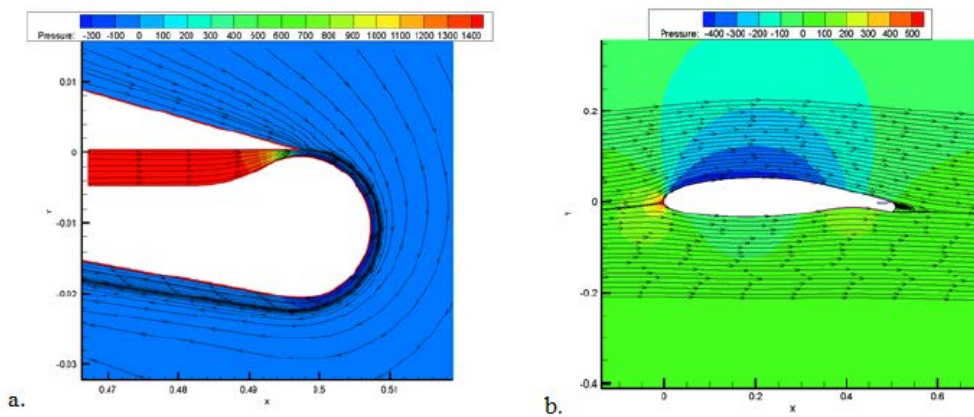 Pressure: -200 -100 0 100 200 300 400 500 600 700 800 900 1000 1100 1200 1300 1400
0.01
0
-0.01
-0.02
-0.03
Y
0.47 0.48 0.49 0.5 0.51
X
a.
Pressure: -400 -300 -200 -100 0 100 200 300 400 500
0.2
0
-0.2
-0.4
Y
0 0.2 0.4 0.6
X
b.